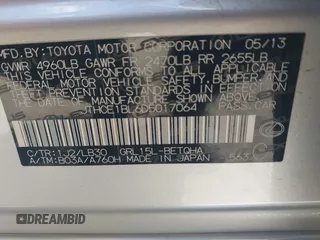 MFD. BY: TOYOTA MOTOR CORPORATION 05/13
GVWR 4960LB GAWR FR 2470LB RR 2655LB
THIS VEHICLE CONFORMS TO ALL APPLICABLE
FEDERAL MOTOR VEHICLE SAFETY, BUMPER, AND
THEFT PREVENTION STANDARDS IN EFFECT ON
THE DATE OF MANUFACTURE SHOWN ABOVE.
JTHCE1BL6D5017064 PASS.CAR
C/TR:1J2/LB30 GRL15L-BETQHA
A/TM:B03A/A760H MADE IN JAPAN
AUTOBIDMASTER